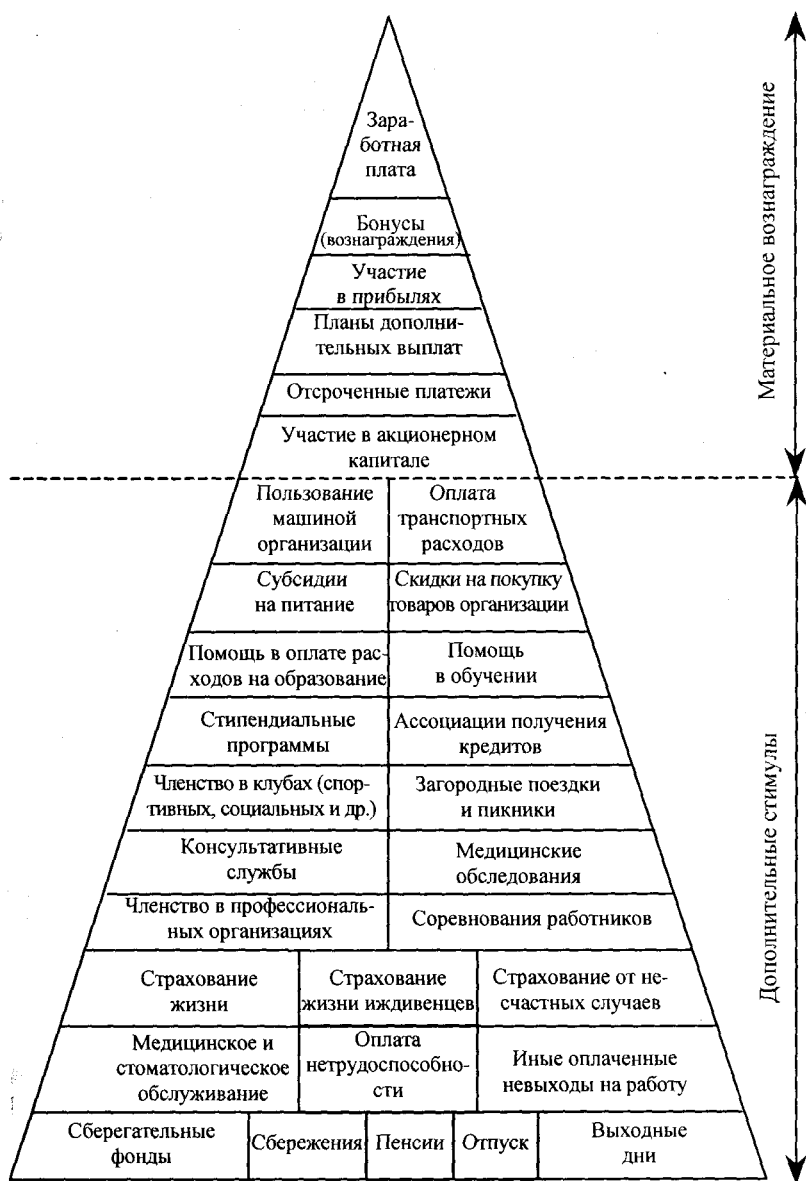 Зара-
ботная
плата
Бонусы
(вознаграждения)
Участие
в прибылях
Планы дополни-
тельных выплат
Отсроченные платежи
Участие в акционерном
капитале
Материальное вознаграждение
Пользование
машиной
организации
Оплата
транспортных
расходов
Субсидии
на питание
Скидки на покупку
товаров организации
Помощь в оплате рас-
ходов на образование
Помощь
в обучении
Стипендиальные
программы
Ассоциации получения
кредитов
Членство в клубах (спор-
тивных, социальных и др.)
Загородные поездки
и пикники
Консультативные
службы
Медицинские
обследования
Членство в профессиональ-
ных организациях
Соревнования работников
Страхование
жизни
Страхование
жизни иждивенцев
Страхование от не-
счастных случаев
Медицинское и
стоматологическое
обслуживание
Оплата
нетрудоспособно-
сти
Иные оплаченные
невыходы на работу
Сберегательные
фонды
Сбережения
Пенсии
Отпуск
Выходные
дни
Дополнительные стимулы